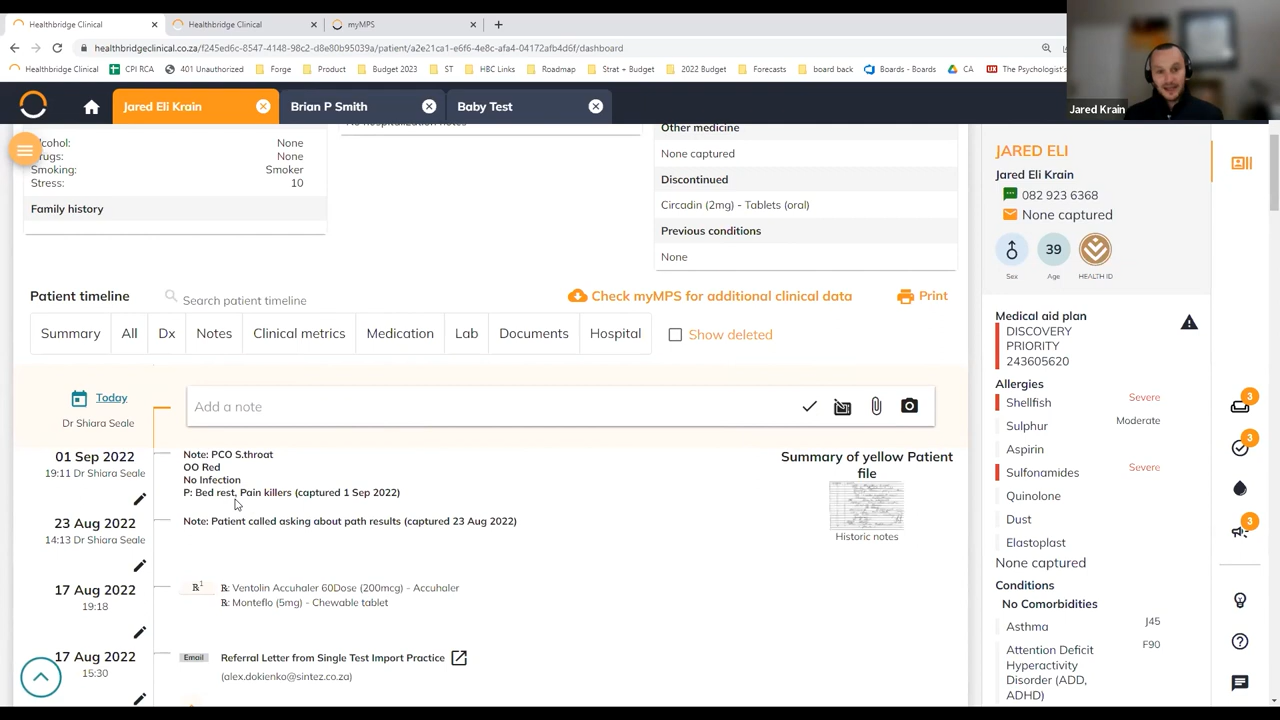 Healthbridge Clinical
Healthbridge Clinical
myMPS
healthbridgeclinical.co.za/f245ed6c-8547-4148-98c2-d8e80b95039a/patient/a2e21ca1-e6f6-4e8c-afa4-04172afb4d6f/dashboard
Healthbridge Clinical
CPI RCA
401 Unauthorized
Forge
Product
Budget 2023
ST
HBC Links
Roadmap
Strat + Budget
2022 Budget
Forecasts
board back
Boards - Boards
CA
The Psychologist's
Jared Krain
Jared Eli Krain
Brian P Smith
Baby Test
Alcohol: None
Drugs: None
Smoking: Smoker
Stress: 10
Family history
Other medicine
None captured
Discontinued
Circadin (2mg) - Tablets (oral)
Previous conditions
None
Patient timeline
Search patient timeline
Check myMPS for additional clinical data
Print
Summary
All
Dx
Notes
Clinical metrics
Medication
Lab
Documents
Hospital
Show deleted
Today
Dr Shiara Seale
Add a note
01 Sep 2022
19:11 Dr Shiara Seale
Note: PCO S.throat
OO Red
No Infection
P: Bed rest, Pain killers (captured 1 Sep 2022)
Summary of yellow Patient
file
Historic notes
23 Aug 2022
14:13 Dr Shiara Seale
Note: Patient called asking about path results (captured 23 Aug 2022)
17 Aug 2022
19:18
℞1
℞: Ventolin Accuhaler 60Dose (200mcg) - Accuhaler
℞: Monteflo (5mg) - Chewable tablet
17 Aug 2022
15:30
Email
Referral Letter from Single Test Import Practice
(alex.dokienko@sintez.co.za)
JARED ELI
Jared Eli Krain
082 923 6368
None captured
39
Sex
Age
HEALTH ID
Medical aid plan
DISCOVERY
PRIORITY
243605620
Allergies
Shellfish Severe
Sulphur Moderate
Aspirin
Sulfonamides Severe
Quinolone
Dust
Elastoplast
None captured
Conditions
No Comorbidities
Asthma J45
Attention Deficit F90
Hyperactivity
Disorder (ADD,
ADHD)
3
3
3